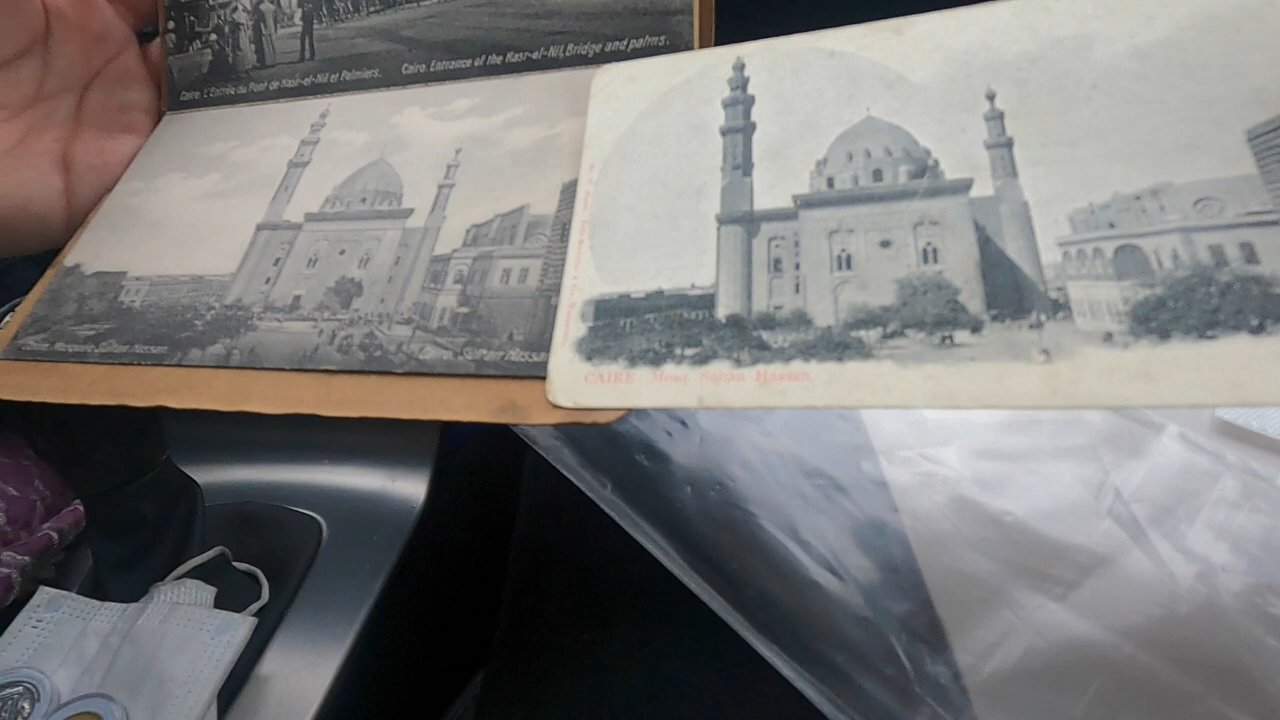 Caire. L'Entrée du Pont de Kasr-el-Nil et Palmiers.
Cairo. Entrance of the Kasr-el-Nil, Bridge and palms.
Cairo. Sultan Hassan
CAIRE Mosq. Sultan Hassan